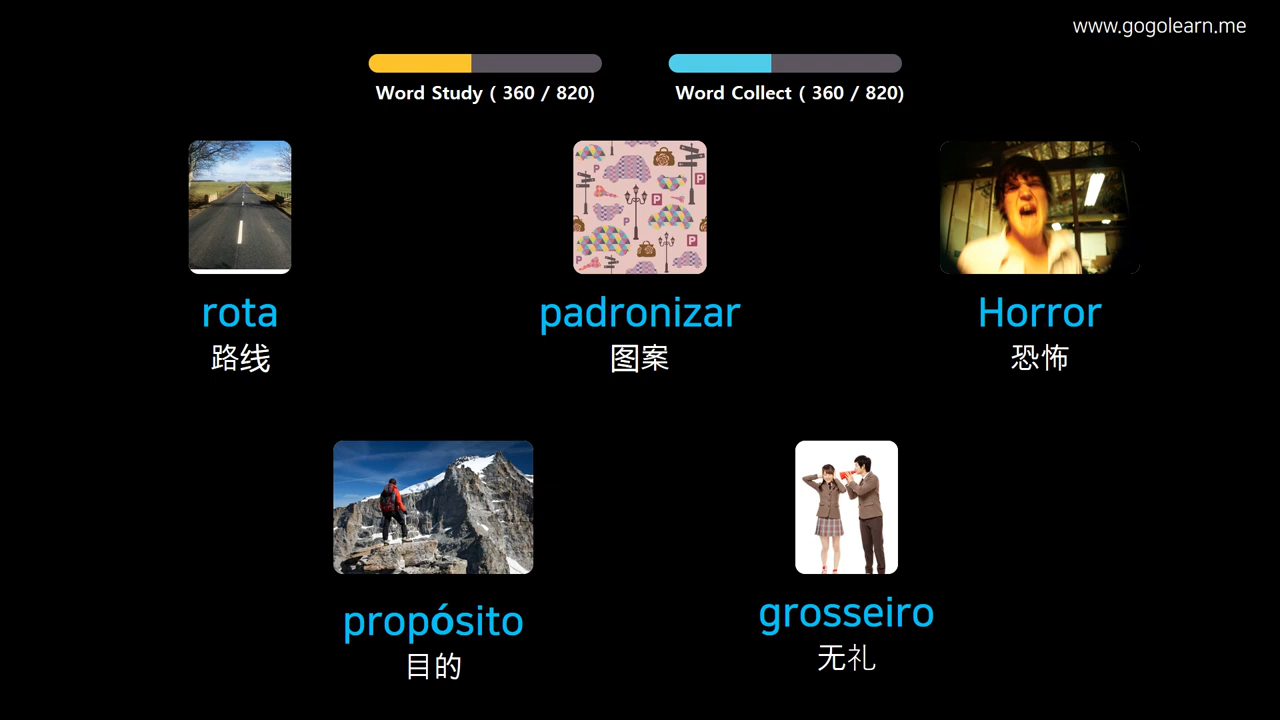 www.gogolearn.me
Word Study ( 360 / 820)
Word Collect ( 360 / 820)
rota
路线
padronizar
图案
Horror
恐怖
propósito
目的
grosseiro
无礼